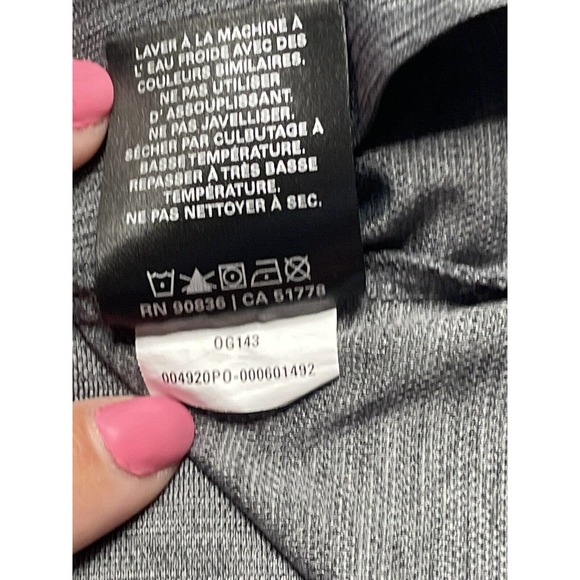 LAVER À LA MACHINE À
L'EAU FROIDE AVEC DES
COULEURS SIMILAIRES.
NE PAS UTILISER
D'ASSOUPLISSANT.
NE PAS JAVELLISER.
SÉCHER PAR CULBUTAGE À
BASSE TEMPÉRATURE.
REPASSER À TRÈS BASSE
TEMPÉRATURE.
NE PAS NETTOYER À SEC.
RN 90836 | CA 51778
OG143
004920PO-000601492